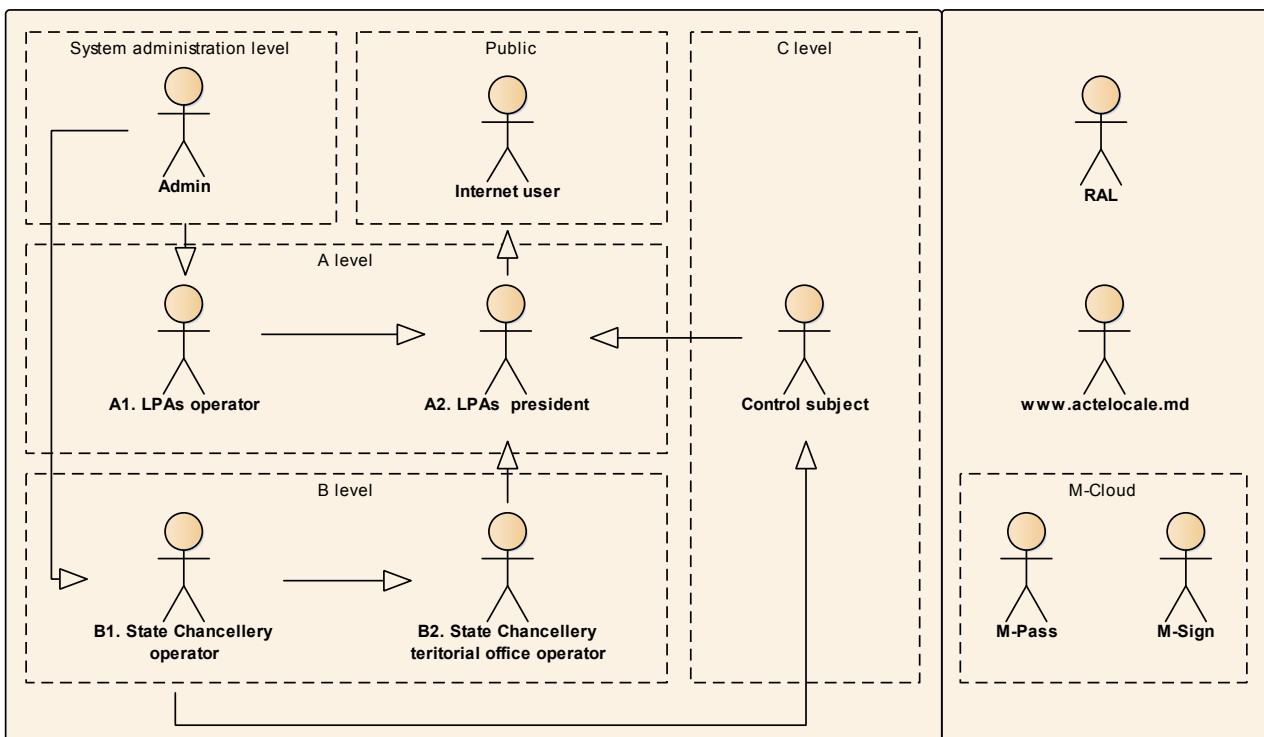 System administration level
Public
C level
Admin
Internet user
RAL
A level
A1. LPAs operator
A2. LPAs president
Control subject
www.actelocale.md
B level
M-Cloud
B1. State Chancellery
operator
B2. State Chancellery
teritorial office operator
M-Pass
M-Sign